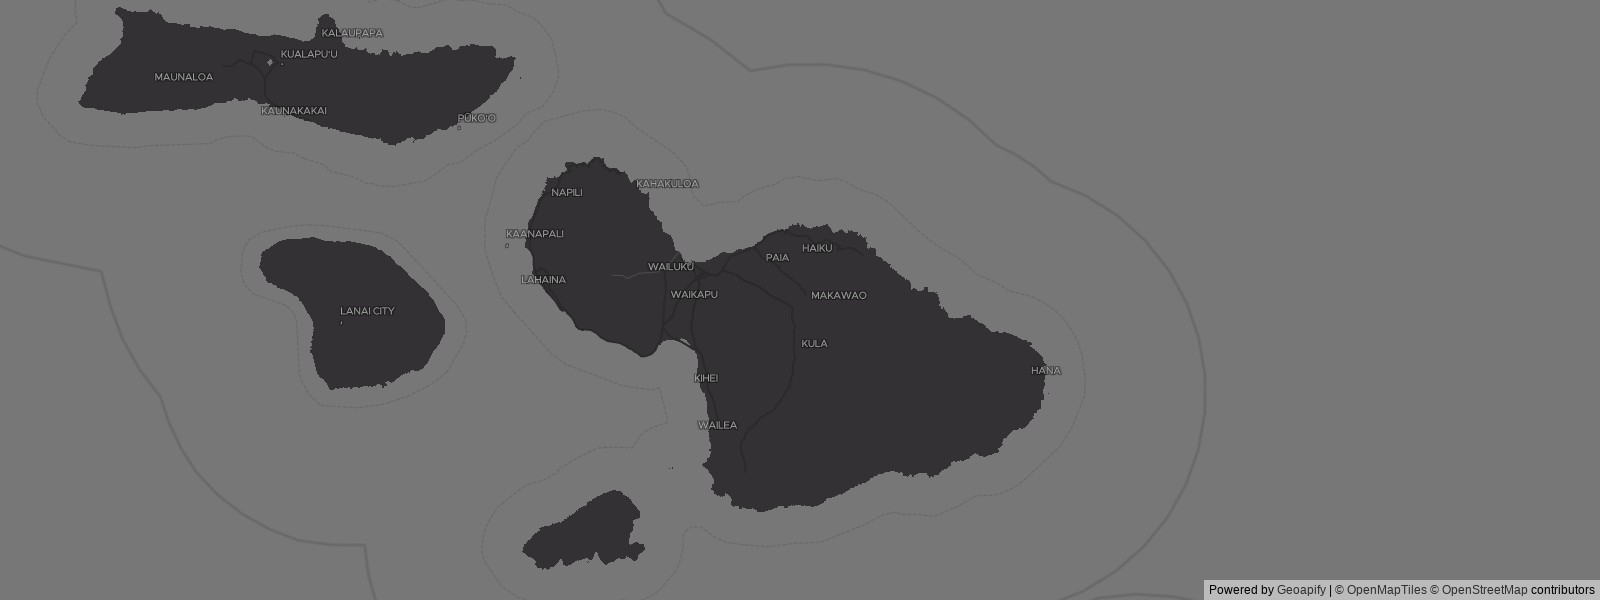 KALAUPAPA
KUALAPU'U
MAUNALOA
KAUNAKAKAI
PŪKO'O
KAHAKULOA
NAPILI
KAANAPALI
HAIKU
PAIA
WAILUKU
LAHAINA
WAIKAPU
MAKAWAO
LANAI CITY
KULA
HANA
KIHEI
WAILEA
Powered by Geoapify | © OpenMapTiles © OpenStreetMap contributors